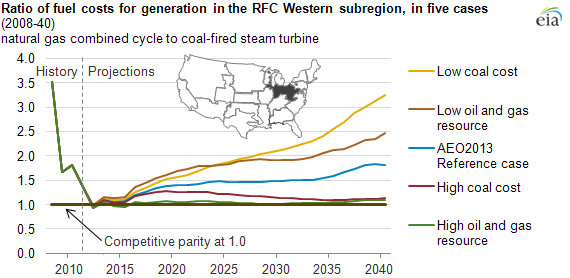 Ratio of fuel costs for generation in the RFC Western subregion, in five cases
(2008-40)
natural gas combined cycle to coal-fired steam turbine
eia
4.0
3.5
3.0
2.5
2.0
1.5
1.0
0.5
0.0
History
Projections
Competitive parity at 1.0
2010
2015
2020
2025
2030
2035
2040
Low coal cost
Low oil and gas
resource
AEO2013
Reference case
High coal cost
High oil and gas
resource